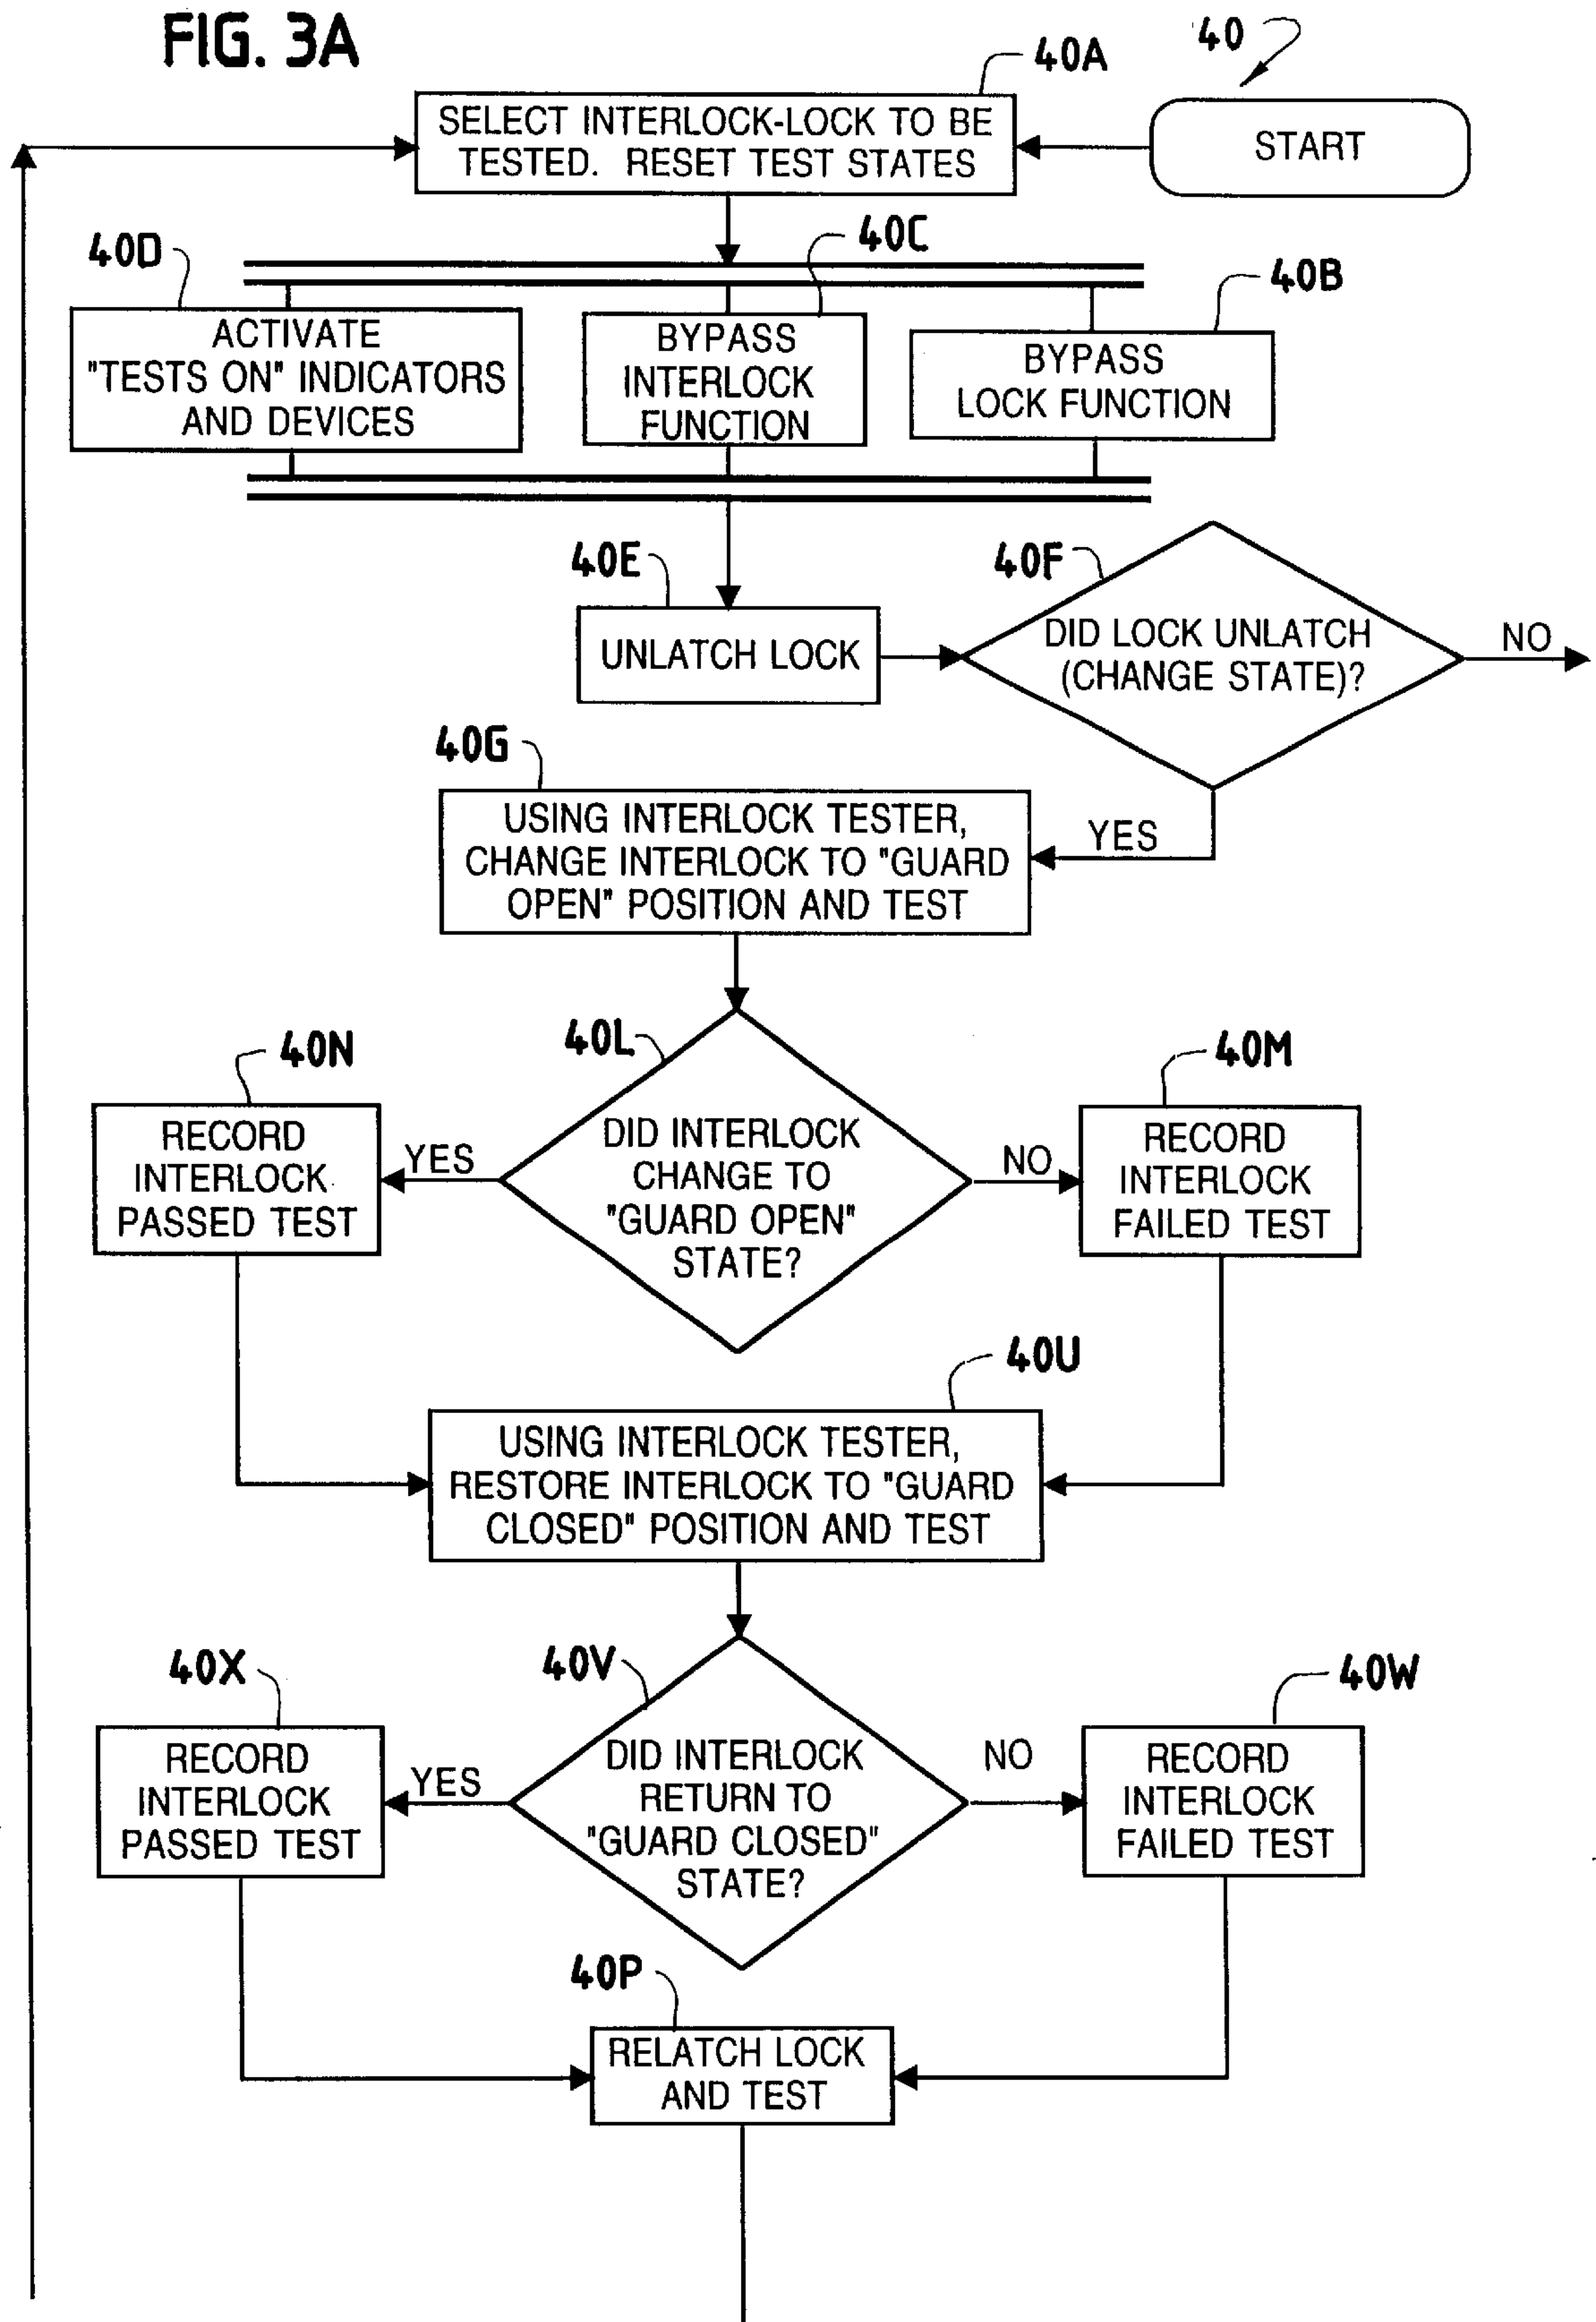 FIG. 3A
40
40A
SELECT INTERLOCK-LOCK TO BE
TESTED. RESET TEST STATES
START
40D
40C
40B
ACTIVATE
"TESTS ON" INDICATORS
AND DEVICES
BYPASS
INTERLOCK
FUNCTION
BYPASS
LOCK FUNCTION
40E
UNLATCH LOCK
40F
DID LOCK UNLATCH
(CHANGE STATE)?
NO
YES
40G
USING INTERLOCK TESTER,
CHANGE INTERLOCK TO "GUARD
OPEN" POSITION AND TEST
40L
DID INTERLOCK
CHANGE TO
"GUARD OPEN"
STATE?
YES
40N
RECORD
INTERLOCK
PASSED TEST
NO
40M
RECORD
INTERLOCK
FAILED TEST
40U
USING INTERLOCK TESTER,
RESTORE INTERLOCK TO "GUARD
CLOSED" POSITION AND TEST
40V
DID INTERLOCK
RETURN TO
"GUARD CLOSED"
STATE?
YES
40X
RECORD
INTERLOCK
PASSED TEST
NO
40W
RECORD
INTERLOCK
FAILED TEST
40P
RELATCH LOCK
AND TEST